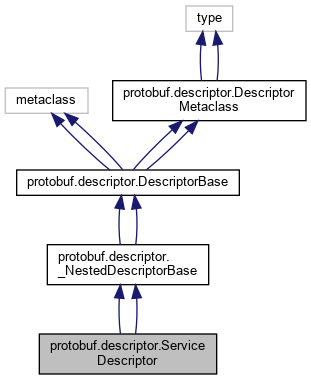 type
protobuf.descriptor.Descriptor
Metaclass
metaclass
protobuf.descriptor.DescriptorBase
protobuf.descriptor.
_NestedDescriptorBase
protobuf.descriptor.Service
Descriptor